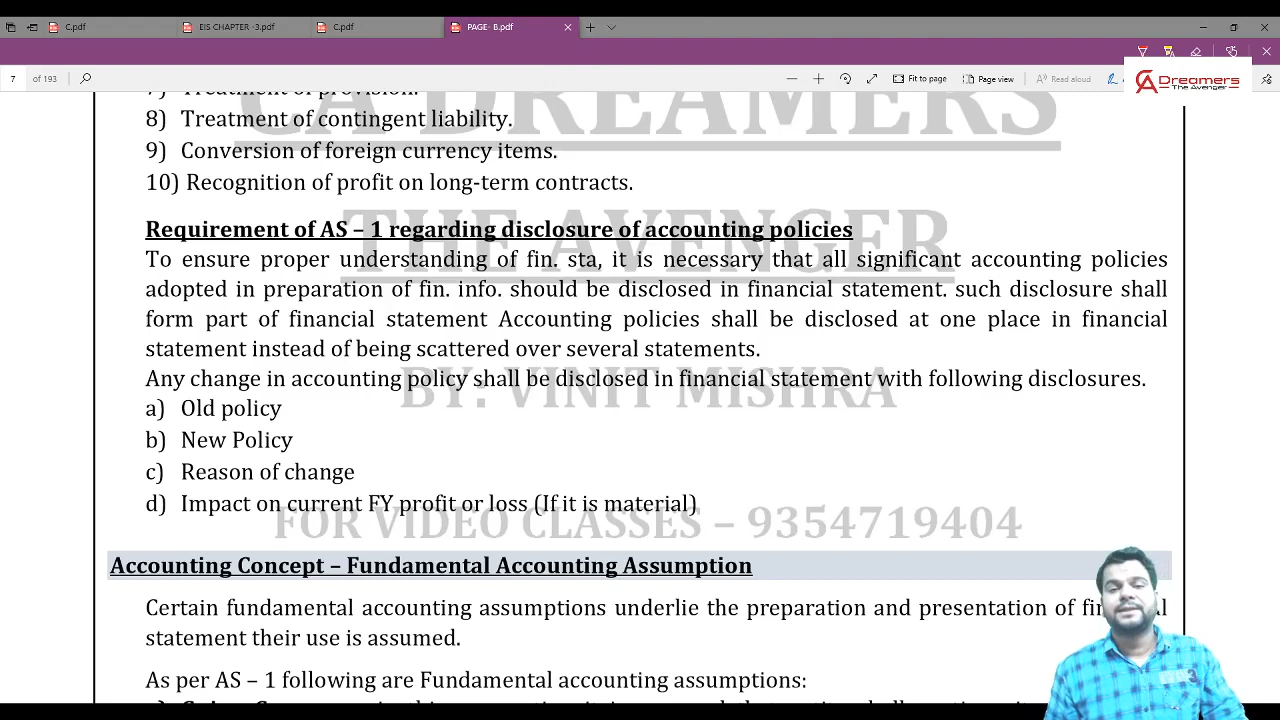 C.pdf
EIS CHAPTER -3.pdf
C.pdf
PAGE- B.pdf
7 of 193
Fit to page
Page view
Read aloud
Dreamers
The Avenger
CA DREAMERS
7) Treatment of provision.
8) Treatment of contingent liability.
9) Conversion of foreign currency items.
10) Recognition of profit on long-term contracts.
THE AVENGER
Requirement of AS – 1 regarding disclosure of accounting policies
To ensure proper understanding of fin. sta, it is necessary that all significant accounting policies
adopted in preparation of fin. info. should be disclosed in financial statement. such disclosure shall
form part of financial statement Accounting policies shall be disclosed at one place in financial
statement instead of being scattered over several statements.
Any change in accounting policy shall be disclosed in financial statement with following disclosures.
BY: VINIT MISHRA
a) Old policy
b) New Policy
c) Reason of change
d) Impact on current FY profit or loss (If it is material)
FOR VIDEO CLASSES – 9354719404
Accounting Concept – Fundamental Accounting Assumption
Certain fundamental accounting assumptions underlie the preparation and presentation of
statement their use is assumed.
As per AS – 1 following are Fundamental accounting assumptions: